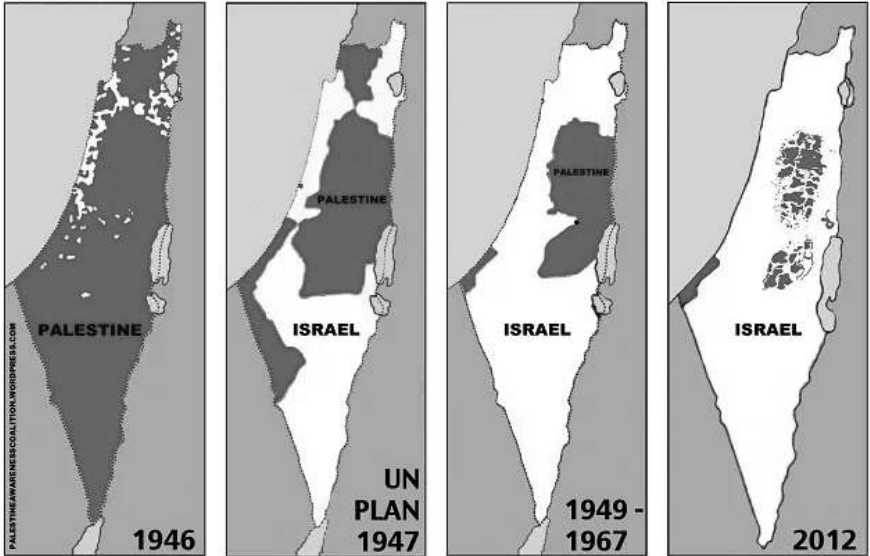 PALESTINEAWARENESSCOALITION.WORDPRESS.COM
PALESTINE
1946
PALESTINE
ISRAEL
UN
PLAN
1947
PALESTINE
ISRAEL
1949 -
1967
ISRAEL
2012